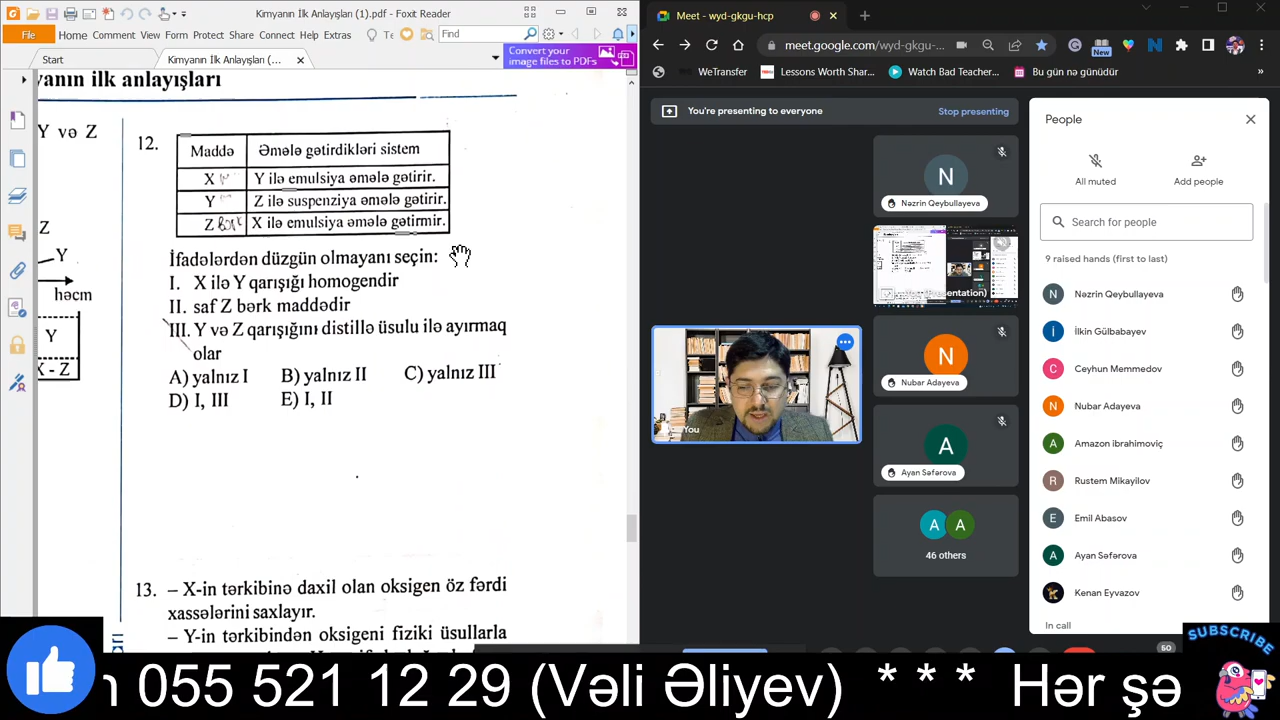 Kimyanın İlk Anlayışları (1).pdf - Foxit Reader
File Home Comment View Form Protect Share Connect Help Extras Find
Start
Kimyanın İlk Anlayışları (...
Convert your
image files to PDFs
yanın ilk anlayışları
Y və Z
Z
Y
həcm
Y
X - Z
12.
Maddə Əmələ gətirdikləri sistem
X Y ilə emulsiya əmələ gətirir.
Y Z ilə suspenziya əmələ gətirir.
Z bərk X ilə emulsiya əmələ gətirmir.
İfadələrdən düzgün olmayanı seçin:
I. X ilə Y qarışığı homogendir
II. saf Z bərk maddədir
III. Y və Z qarışığını distillə üsulu ilə ayırmaq
olar
A) yalnız I B) yalnız II C) yalnız III
D) I, III E) I, II
13. – X-in tərkibinə daxil olan oksigen öz fərdi
xassələrini saxlayır.
– Y-in tərkibindən oksigeni fiziki üsullarla
Meet - wyd-gkgu-hcp
meet.google.com/wyd-gkgu-...
New
WeTransfer Lessons Worth Shar... Watch Bad Teacher... Bu gün nə günüdür
You're presenting to everyone
Stop presenting
N
Nəzrin Qeybullayeva
entation)
You
N
Nubar Adayeva
A
Ayan Səfərova
A A
46 others
People
All muted
Add people
Search for people
9 raised hands (first to last)
N Nəzrin Qeybullayeva
İ İlkin Gülbabayev
C Ceyhun Memmedov
N Nubar Adayeva
A Amazon ibrahimoviç
R Rustem Mikayilov
E Emil Abasov
A Ayan Səfərova
Kenan Eyvazov
In call
50
SUBSCRIBE
055 521 12 29 (Vəli Əliyev) * * * Hər şə